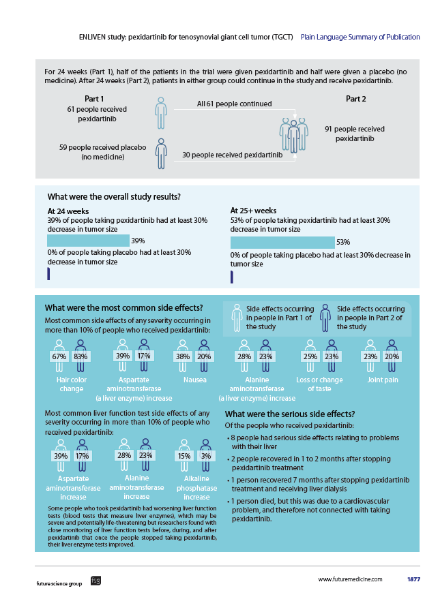 ENLIVEN study: pexidartinib for tenosynovial giant cell tumor (TGCT) Plain Language Summary of Publication
For 24 weeks (Part 1), half of the patients in the trial were given pexidartinib and half were given a placebo (no
medicine). After 24 weeks (Part 2), patients in either group could continue in the study and receive pexidartinib.
Part 1
61 people received
pexidartinib
All 61 people continued
Part 2
91 people received
pexidartinib
59 people received placebo
(no medicine)
30 people received pexidartinib
What were the overall study results?
At 24 weeks
39% of people taking pexidartinib had at least 30%
decrease in tumor size
39%
0% of people taking placebo had at least 30%
decrease in tumor size
At 25+ weeks
53% of people taking pexidartinib had at least 30%
decrease in tumor size
53%
0% of people taking placebo had at least 30% decrease in
tumor size
What were the most common side effects?
Most common side effects of any severity occurring in
more than 10% of people who received pexidartinib:
Side effects occurring
in people in Part 1 of
the study
Side effects occurring
in people in Part 2 of
the study
67% 83%
Hair color
change
39% 17%
Aspartate
aminotransferase
(a liver enzyme) increase
38% 20%
Nausea
28% 23%
Alanine
aminotransferase
(a liver enzyme) increase
25% 23%
Loss or change
of taste
23% 20%
Joint pain
Most common liver function test side effects of any
severity occurring in more than 10% of people who
received pexidartinib:
39% 17%
Aspartate
aminotransferase
increase
28% 23%
Alanine
aminotransferase
increase
15% 3%
Alkaline
phosphatase
increase
Some people who took pexidartinib had worsening liver function
tests (blood tests that measure liver enzymes), which may be
severe and potentially life-threatening but researchers found with
close monitoring of liver function tests before, during, and after
pexidartinib that once the people stopped taking pexidartinib,
their liver enzyme tests improved.
What were the serious side effects?
Of the people who received pexidartinib:
• 8 people had serious side effects relating to problems
with their liver
• 2 people recovered in 1 to 2 months after stopping
pexidartinib treatment
• 1 person recovered 7 months after stopping pexidartinib
treatment and receiving liver dialysis
• 1 person died, but this was due to a cardiovascular
problem, and therefore not connected with taking
pexidartinib.
future science group
fsg
www.futuremedicine.com 1877